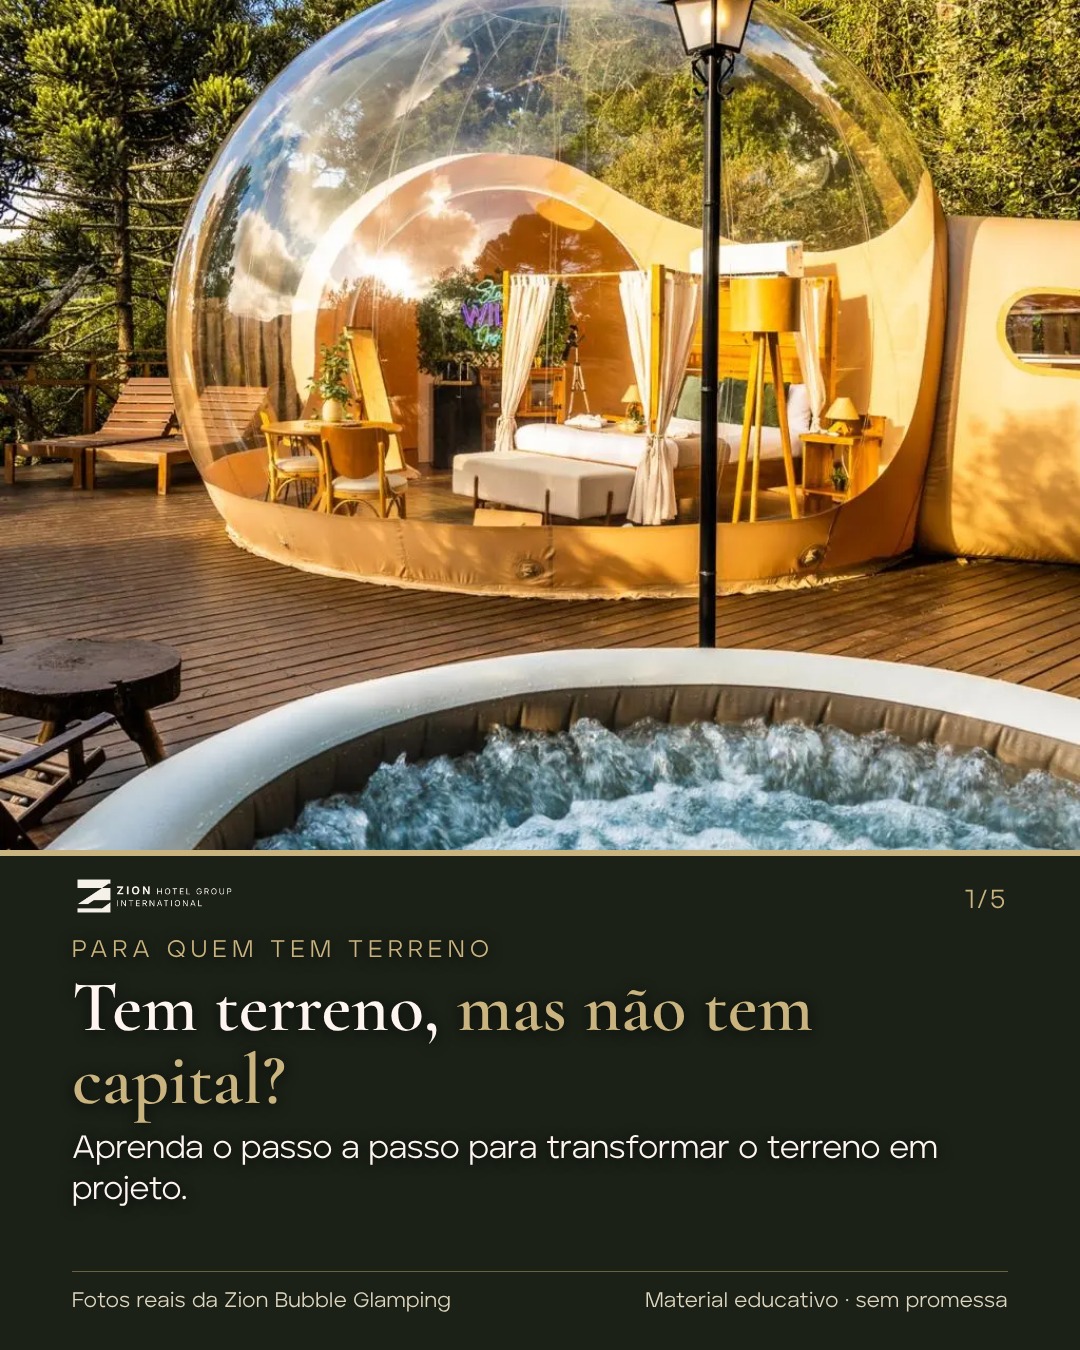 ZION HOTEL GROUP
INTERNATIONAL
1/5
PARA QUEM TEM TERRENO
Tem terreno, mas não tem
capital?
Aprenda o passo a passo para transformar o terreno em
projeto.
Fotos reais da Zion Bubble Glamping
Material educativo · sem promessa